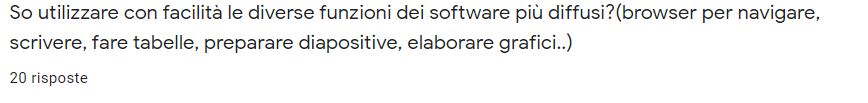 So utilizzare con facilità le diverse funzioni dei software più diffusi?(browser per navigare,
scrivere, fare tabelle, preparare diapositive, elaborare grafici..)
20 risposte